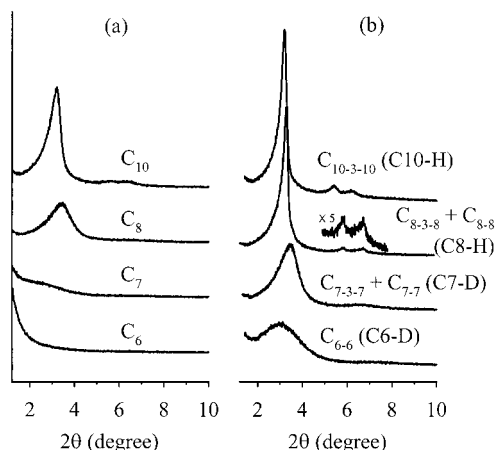 (a)
C10
C8
C7
C6
2 4 6 8 10
2θ (degree)
(b)
C10-3-10 (C10-H)
x 5
C8-3-8 + C8-8
(C8-H)
C7-3-7 + C7-7 (C7-D)
C6-6 (C6-D)
2 4 6 8 10
2θ (degree)